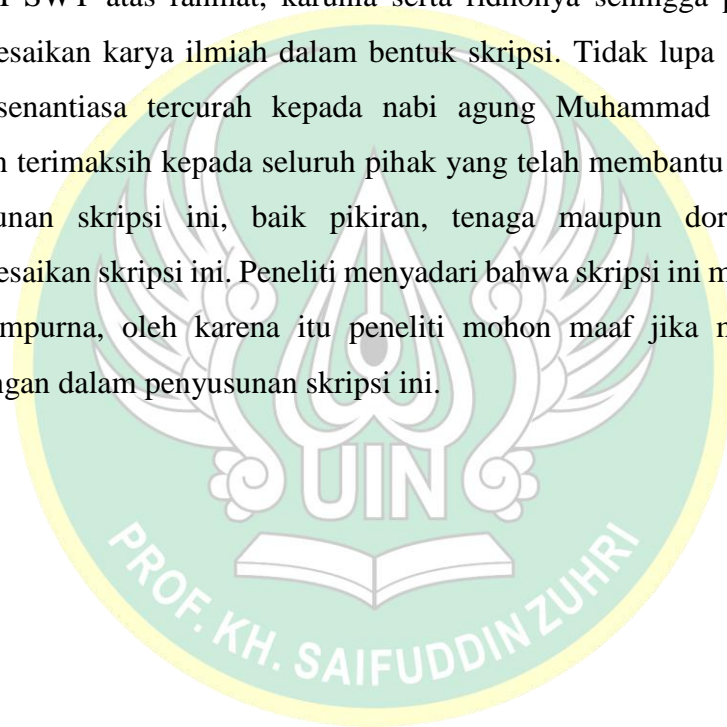 SWT atas rahmat, karunia serta ridhonya sehingga p
esaikan karya ilmiah dalam bentuk skripsi. Tidak lupa
senantiasa tercurah kepada nabi agung Muhammad
n terimaksih kepada seluruh pihak yang telah membantu
unan skripsi ini, baik pikiran, tenaga maupun dor
esaikan skripsi ini. Peneliti menyadari bahwa skripsi ini m
mpurna, oleh karena itu peneliti mohon maaf jika m
ngan dalam penyusunan skripsi ini.
UIN
PROF. KH. SAIFUDDIN ZUHRI